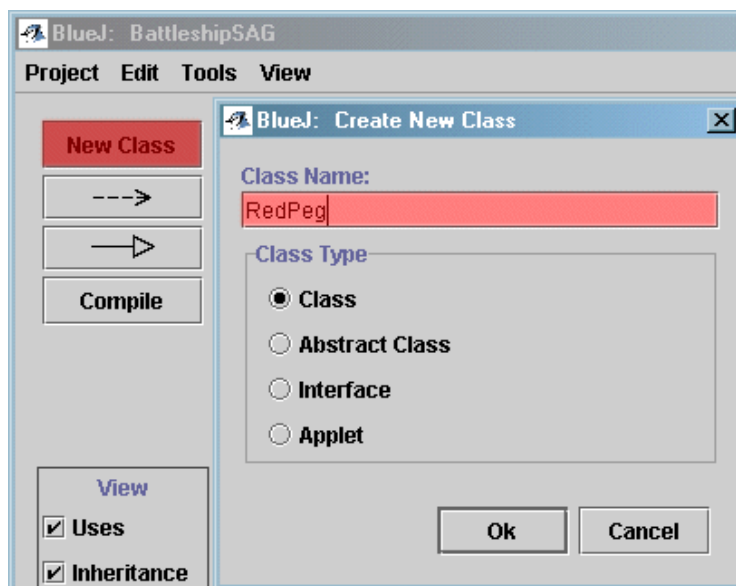 BlueJ: BattleshipSAG
Project Edit Tools View
New Class
Compile
View
Uses
Inheritance
BlueJ: Create New Class
Class Name:
RedPeg
Class Type
Class
Abstract Class
Interface
Applet
Ok Cancel